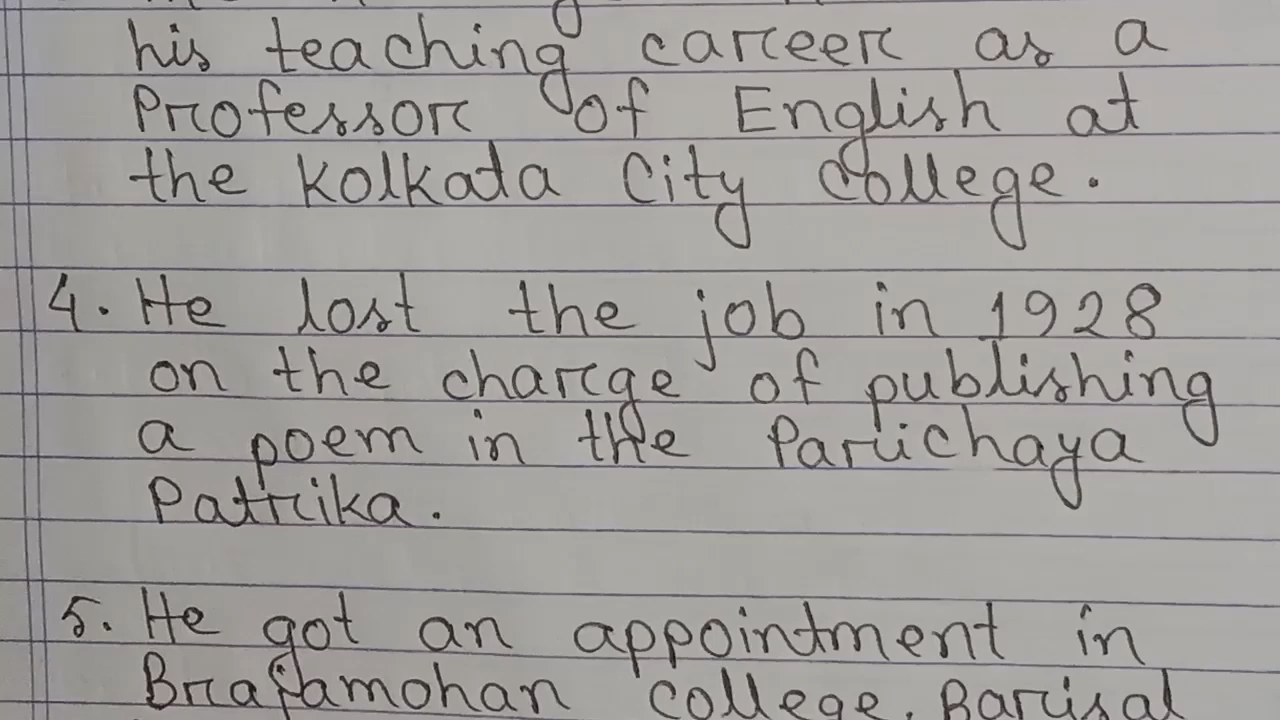 his teaching career as a
Professor of English at
the Kolkata City College.
4. He lost the job in 1928
on the charge of publishing
a poem in the Parichaya
Patrika.
5. He got an appointment in
Brajamohan College, Barisal